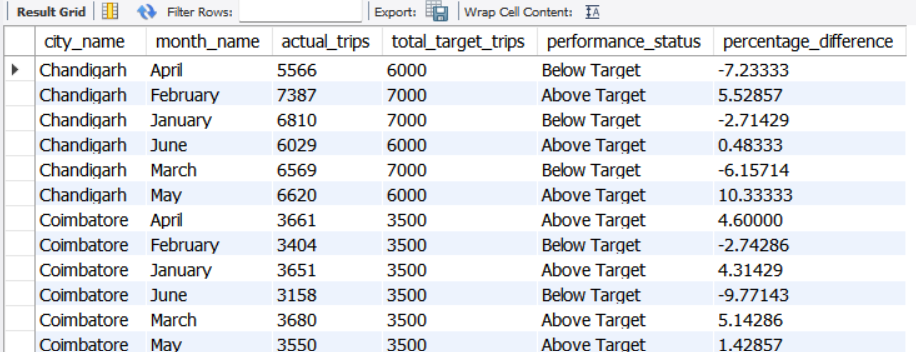 Result Grid Filter Rows: Export: Wrap Cell Content: IA
city_name month_name actual_trips total_target_trips performance_status percentage_difference
Chandigarh April 5566 6000 Below Target -7.23333
Chandigarh February 7387 7000 Above Target 5.52857
Chandigarh January 6810 7000 Below Target -2.71429
Chandigarh June 6029 6000 Above Target 0.48333
Chandigarh March 6569 7000 Below Target -6.15714
Chandigarh May 6620 6000 Above Target 10.33333
Coimbatore April 3661 3500 Above Target 4.60000
Coimbatore February 3404 3500 Below Target -2.74286
Coimbatore January 3651 3500 Above Target 4.31429
Coimbatore June 3158 3500 Below Target -9.77143
Coimbatore March 3680 3500 Above Target 5.14286
Coimbatore May 3550 3500 Above Target 1.42857